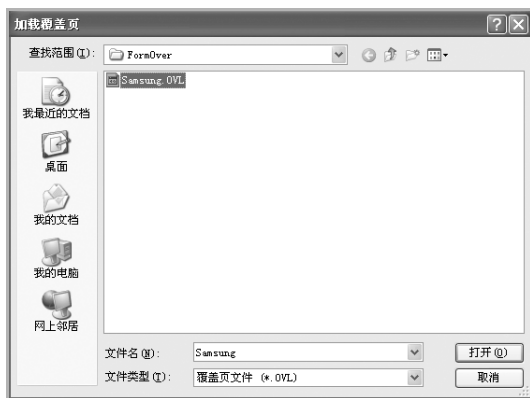 加载覆盖页
查找范围(I):
FormOver
Samsung.OVL
我最近的文档
桌面
我的文档
我的电脑
网上邻居
文件名(N):
Samsung
打开(O)
文件类型(T):
覆盖页文件 (*.OVL)
取消